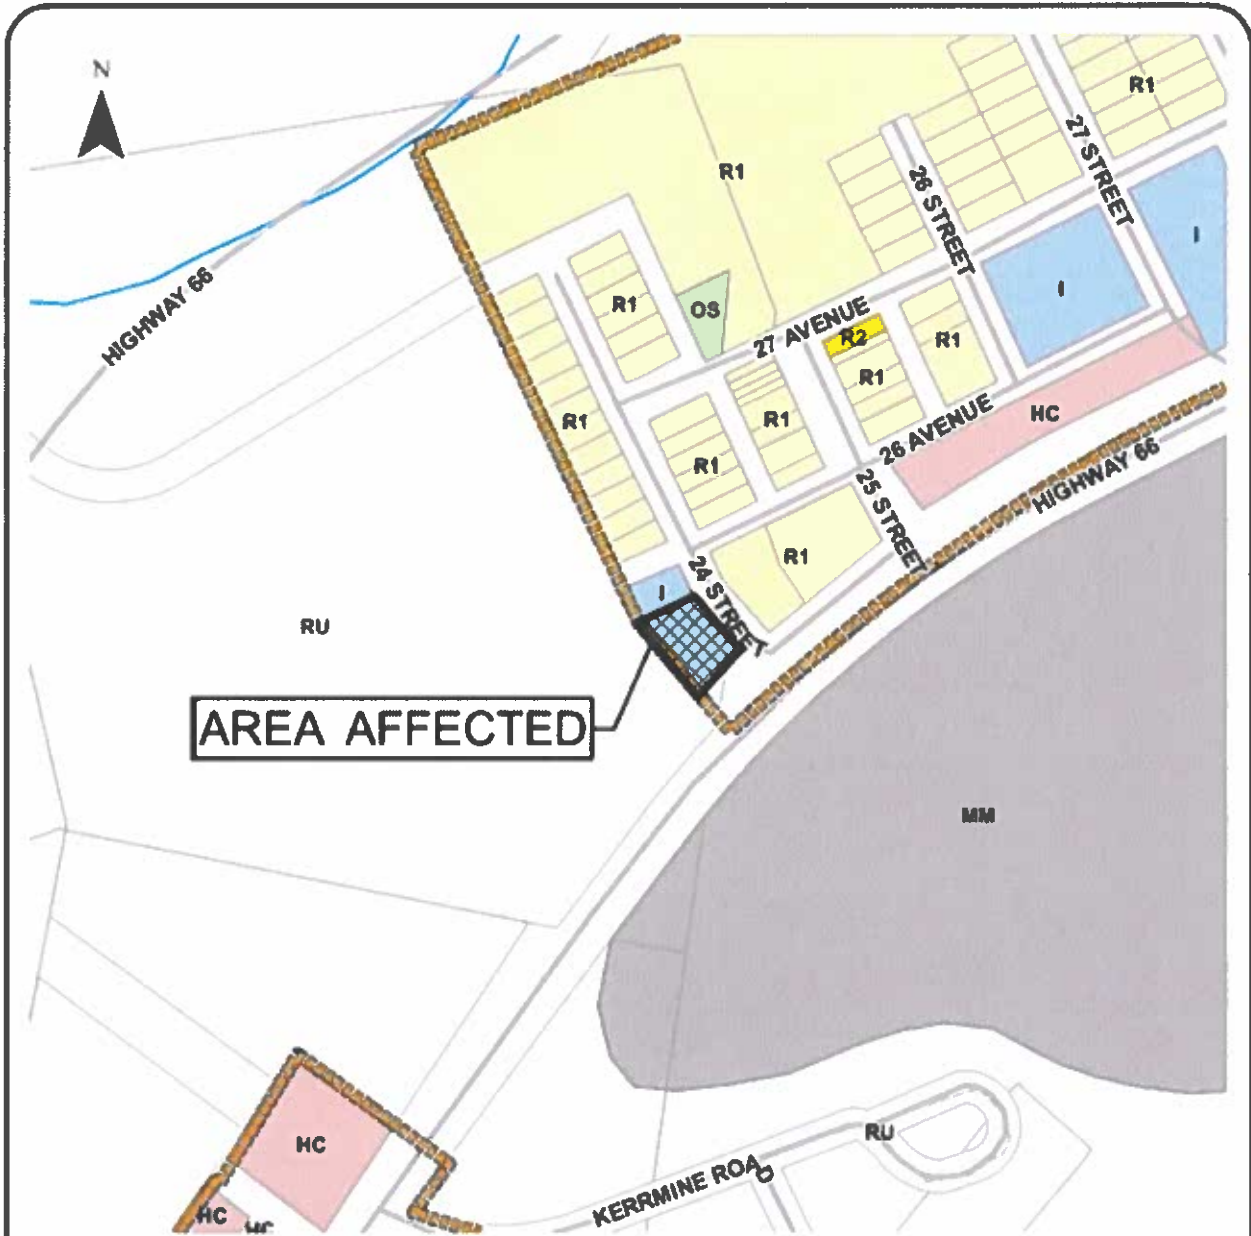 N
R1
27 STREET
R1
26 STREET
I
HIGHWAY 66
I
R1
OS
27 AVENUE
R2
R1
R1
R1
26 AVENUE
HC
R1
R1
HIGHWAY 66
25 STREET
R1
24 STREET
I
RU
AREA AFFECTED
MM
RU
HC
KERRMINE ROAD
HC
HC